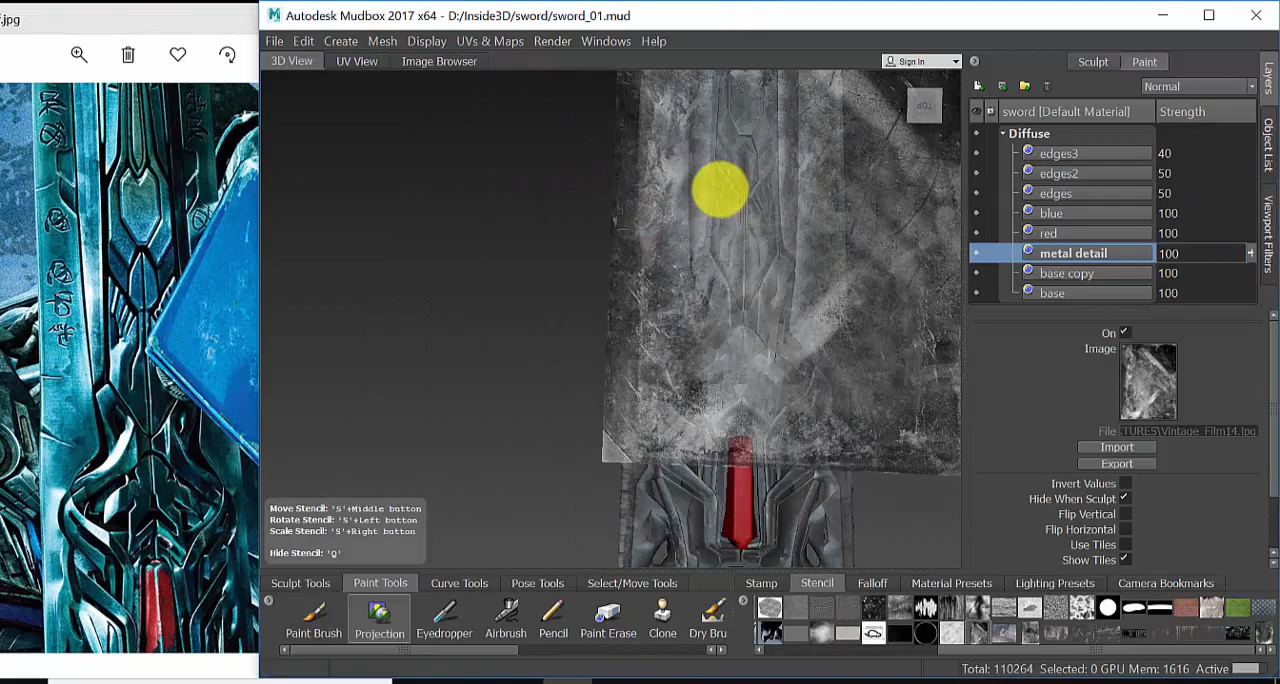 .jpg
Autodesk Mudbox 2017 x64 - D:/Inside3D/sword/sword_01.mud
File Edit Create Mesh Display UVs & Maps Render Windows Help
3D View UV View Image Browser
Sign In
Sculpt Paint
Normal
sword [Default Material] Strength
Diffuse
edges3 40
edges2 50
edges 50
blue 100
red 100
metal detail 100
base copy 100
base 100
Layers
Object List
Viewport Filters
TOP
On
Image
File :TURES\Vintage_Film14.jpg
Import
Export
Invert Values
Hide When Sculpt
Flip Vertical
Flip Horizontal
Use Tiles
Show Tiles
Move Stencil: 'S'+Middle button
Rotate Stencil: 'S'+Left button
Scale Stencil: 'S'+Right button
Hide Stencil: 'Q'
Sculpt Tools Paint Tools Curve Tools Pose Tools Select/Move Tools
Stamp Stencil Falloff Material Presets Lighting Presets Camera Bookmarks
Paint Brush Projection Eyedropper Airbrush Pencil Paint Erase Clone Dry Bru
Total: 110264 Selected: 0 GPU Mem: 1616 Active